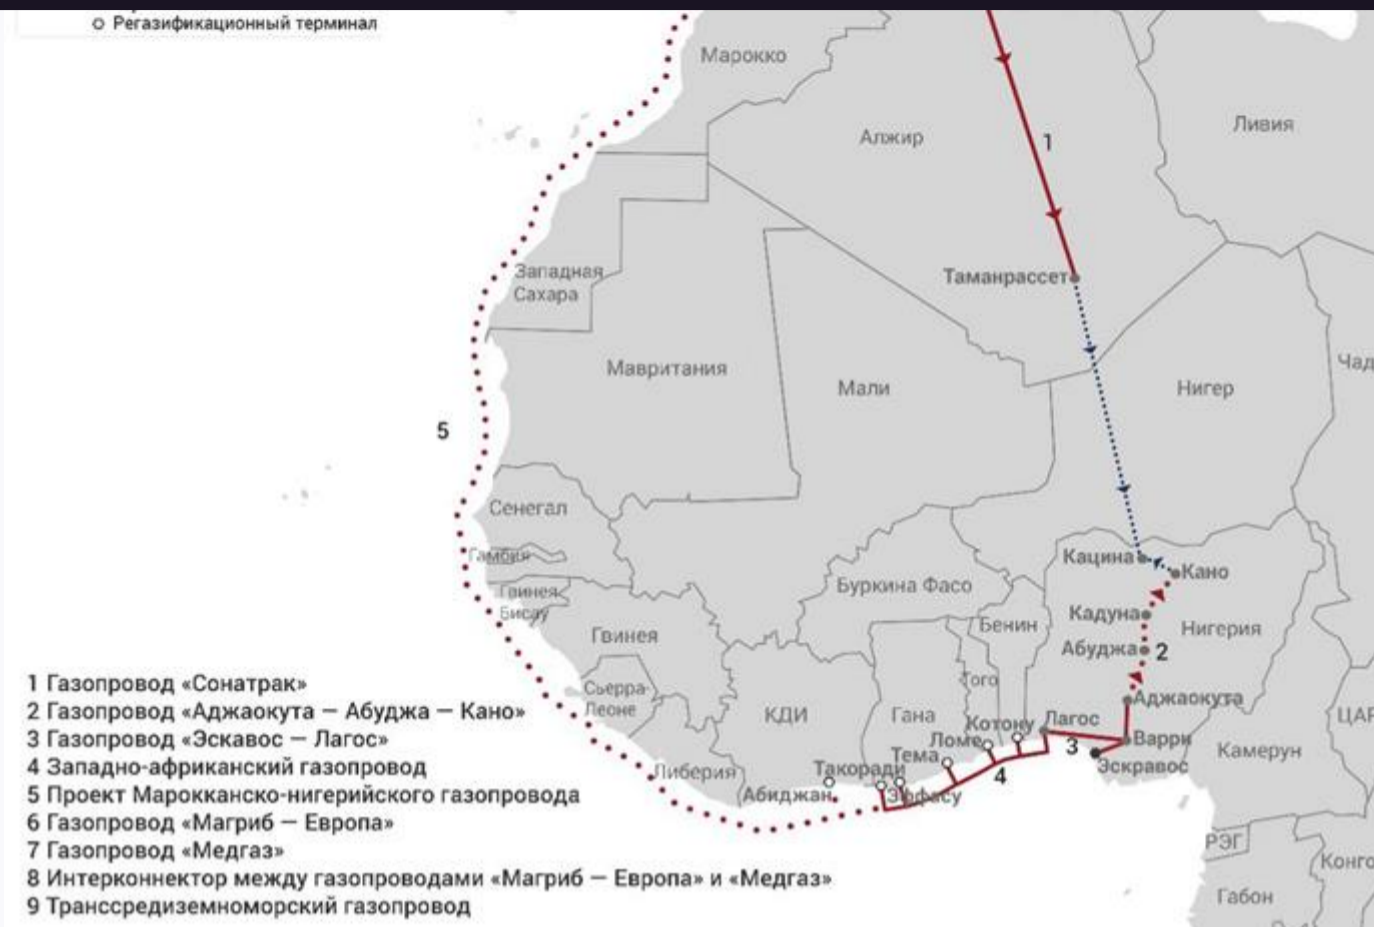 Регазификационный терминал
Марокко
Алжир
1
Ливия
Западная
Сахара
Таманрассет
Мавритания
Мали
Нигер
Чад
5
Сенегал
Гамбия
Гвинея
Бисау
Буркина Фасо
Кацина
Кано
Кадуна
Нигерия
Бенин
Гвинея
Абуджа
2
Того
Сьерра-
Леоне
КДИ
Гана
Котону
Лагос
Аджаокута
ЦАР
Ломе
3
Варри
Камерун
Тема
4
Эскравос
Либерия
Такоради
Абиджан
Эффасу
РЭГ
Конго
Габон
1 Газопровод «Сонатрак»
2 Газопровод «Аджаокута — Абуджа — Кано»
3 Газопровод «Эскавос — Лагос»
4 Западно-африканский газопровод
5 Проект Марокканско-нигерийского газопровода
6 Газопровод «Магриб — Европа»
7 Газопровод «Медгаз»
8 Интерконнектор между газопроводами «Магриб — Европа» и «Медгаз»
9 Транссредиземноморский газопровод